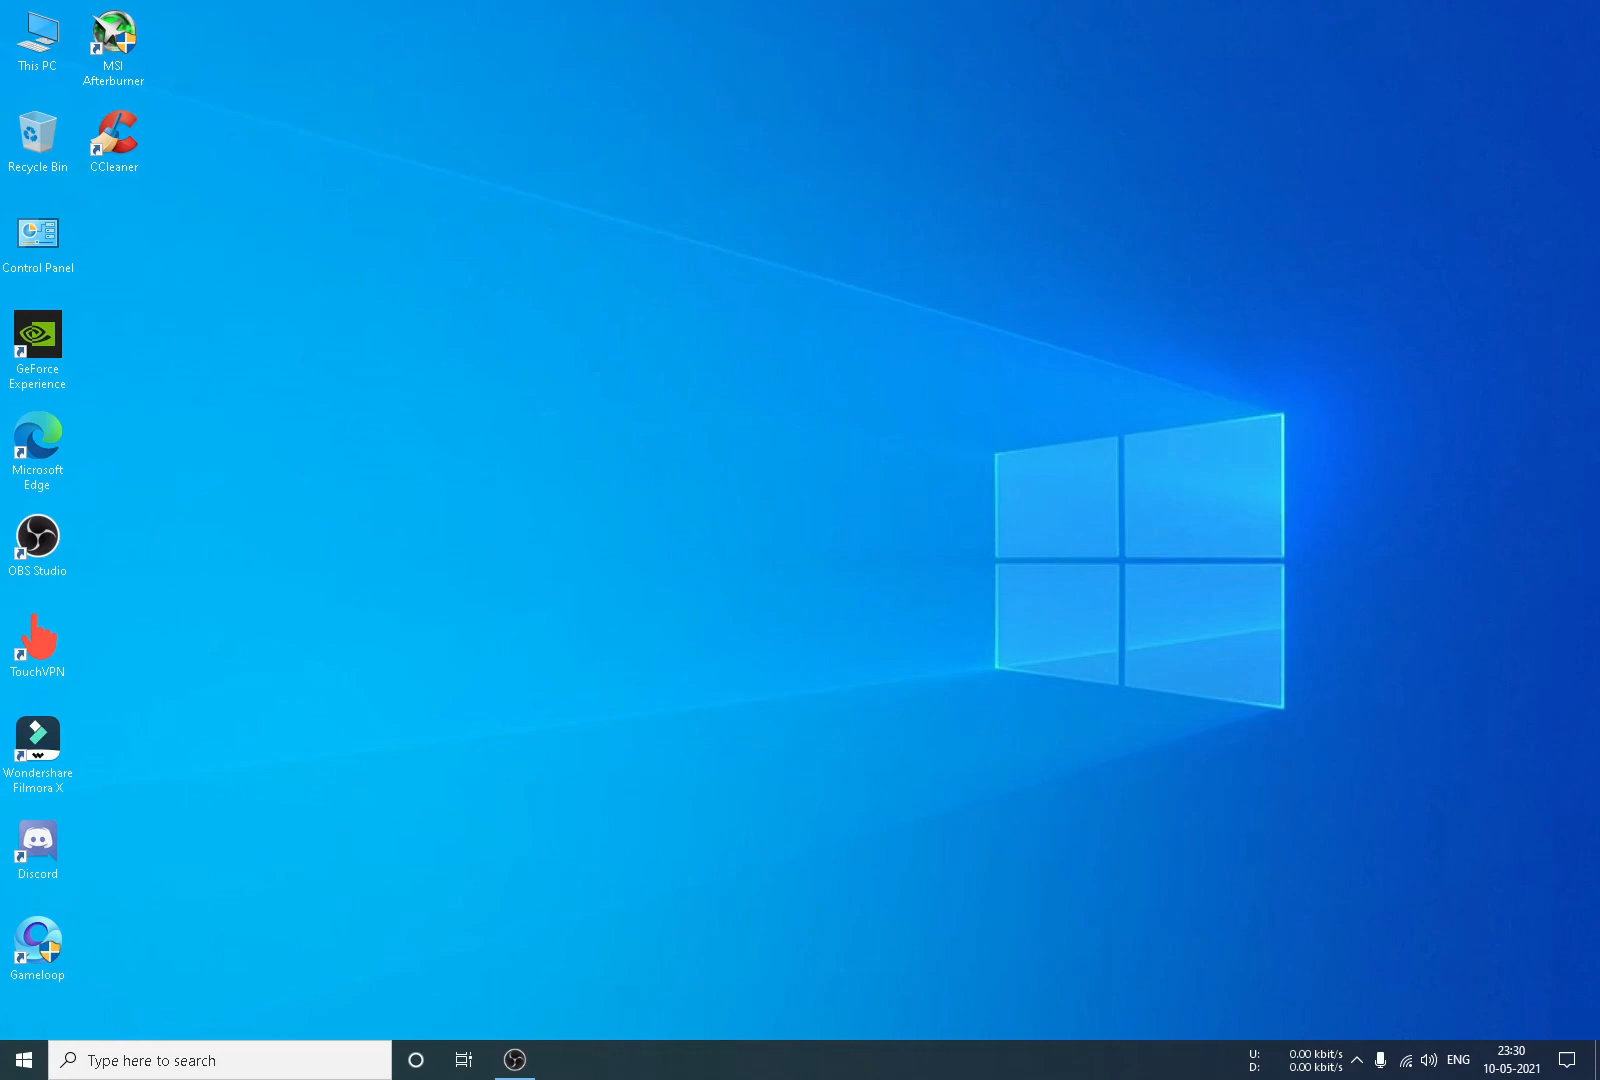 This PC
MSI
Afterburner
Recycle Bin
CCleaner
Control Panel
GeForce
Experience
Microsoft
Edge
OBS Studio
TouchVPN
Wondershare
Filmora X
Discord
Gameloop
Type here to search
U: 0.00 kbit/s
D: 0.00 kbit/s
ENG
23:30
10-05-2021